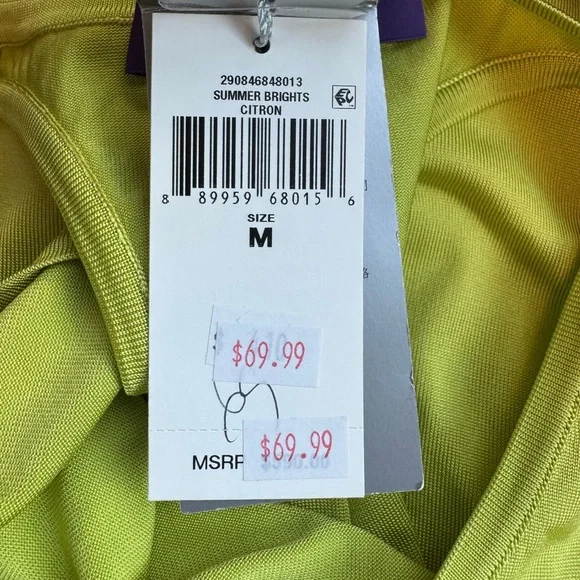 290846848013
SUMMER BRIGHTS
CITRON
8 89959 68015 6
SIZE
M
$69.99
$69.99
MSRP